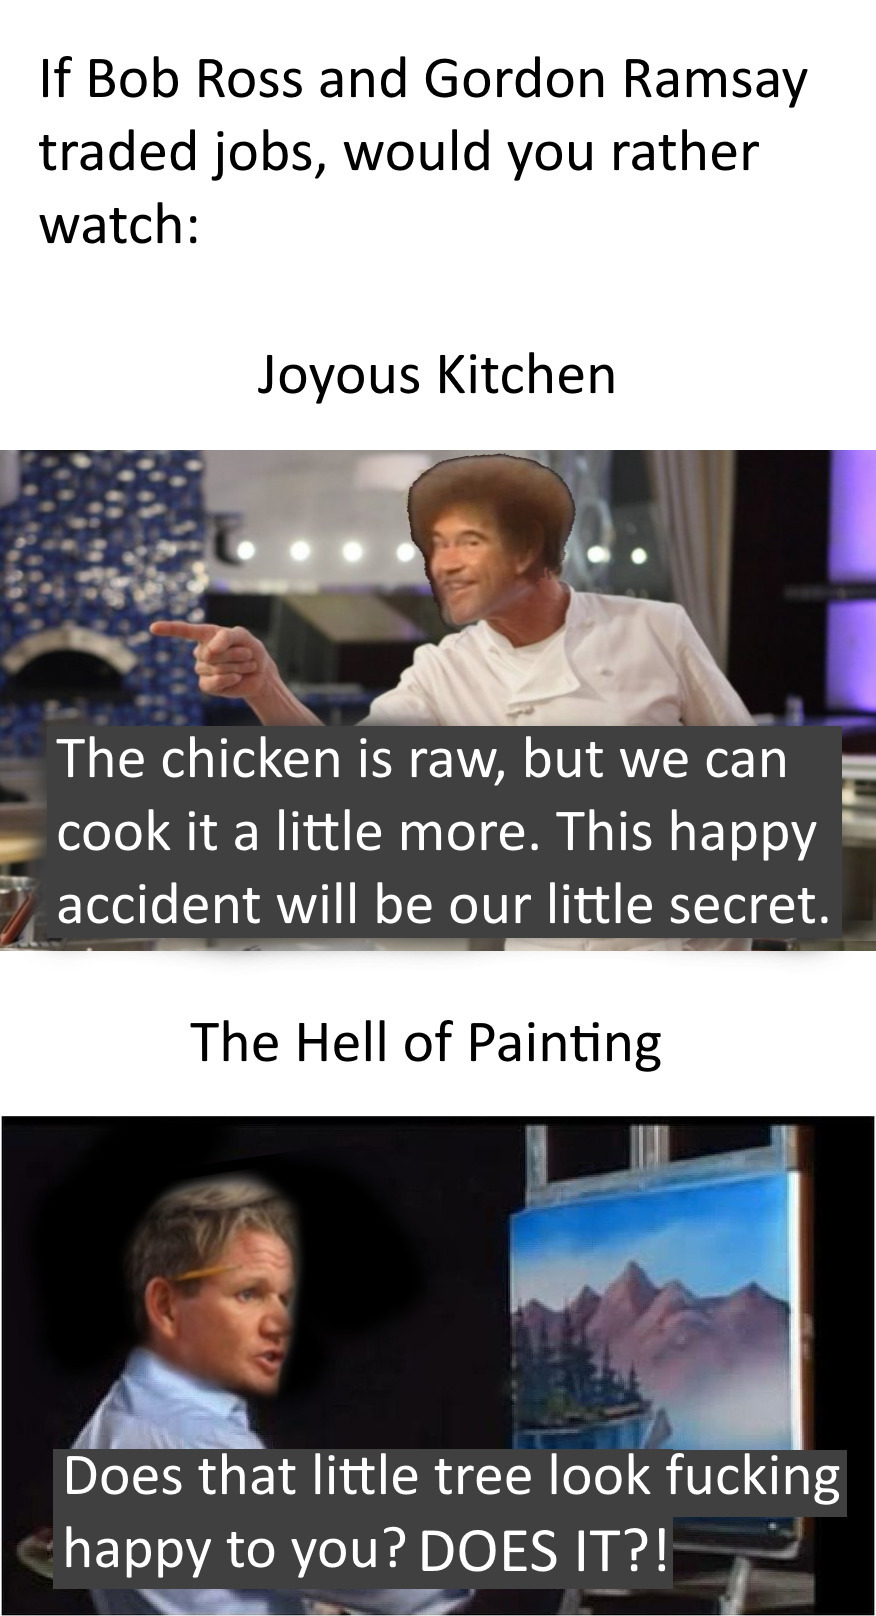 If Bob Ross and Gordon Ramsay
traded jobs, would you rather
watch:
Joyous Kitchen
The chicken is raw, but we can
cook it a little more. This happy
accident will be our little secret.
The Hell of Painting
Does that little tree look fucking
happy to you? DOES IT?!